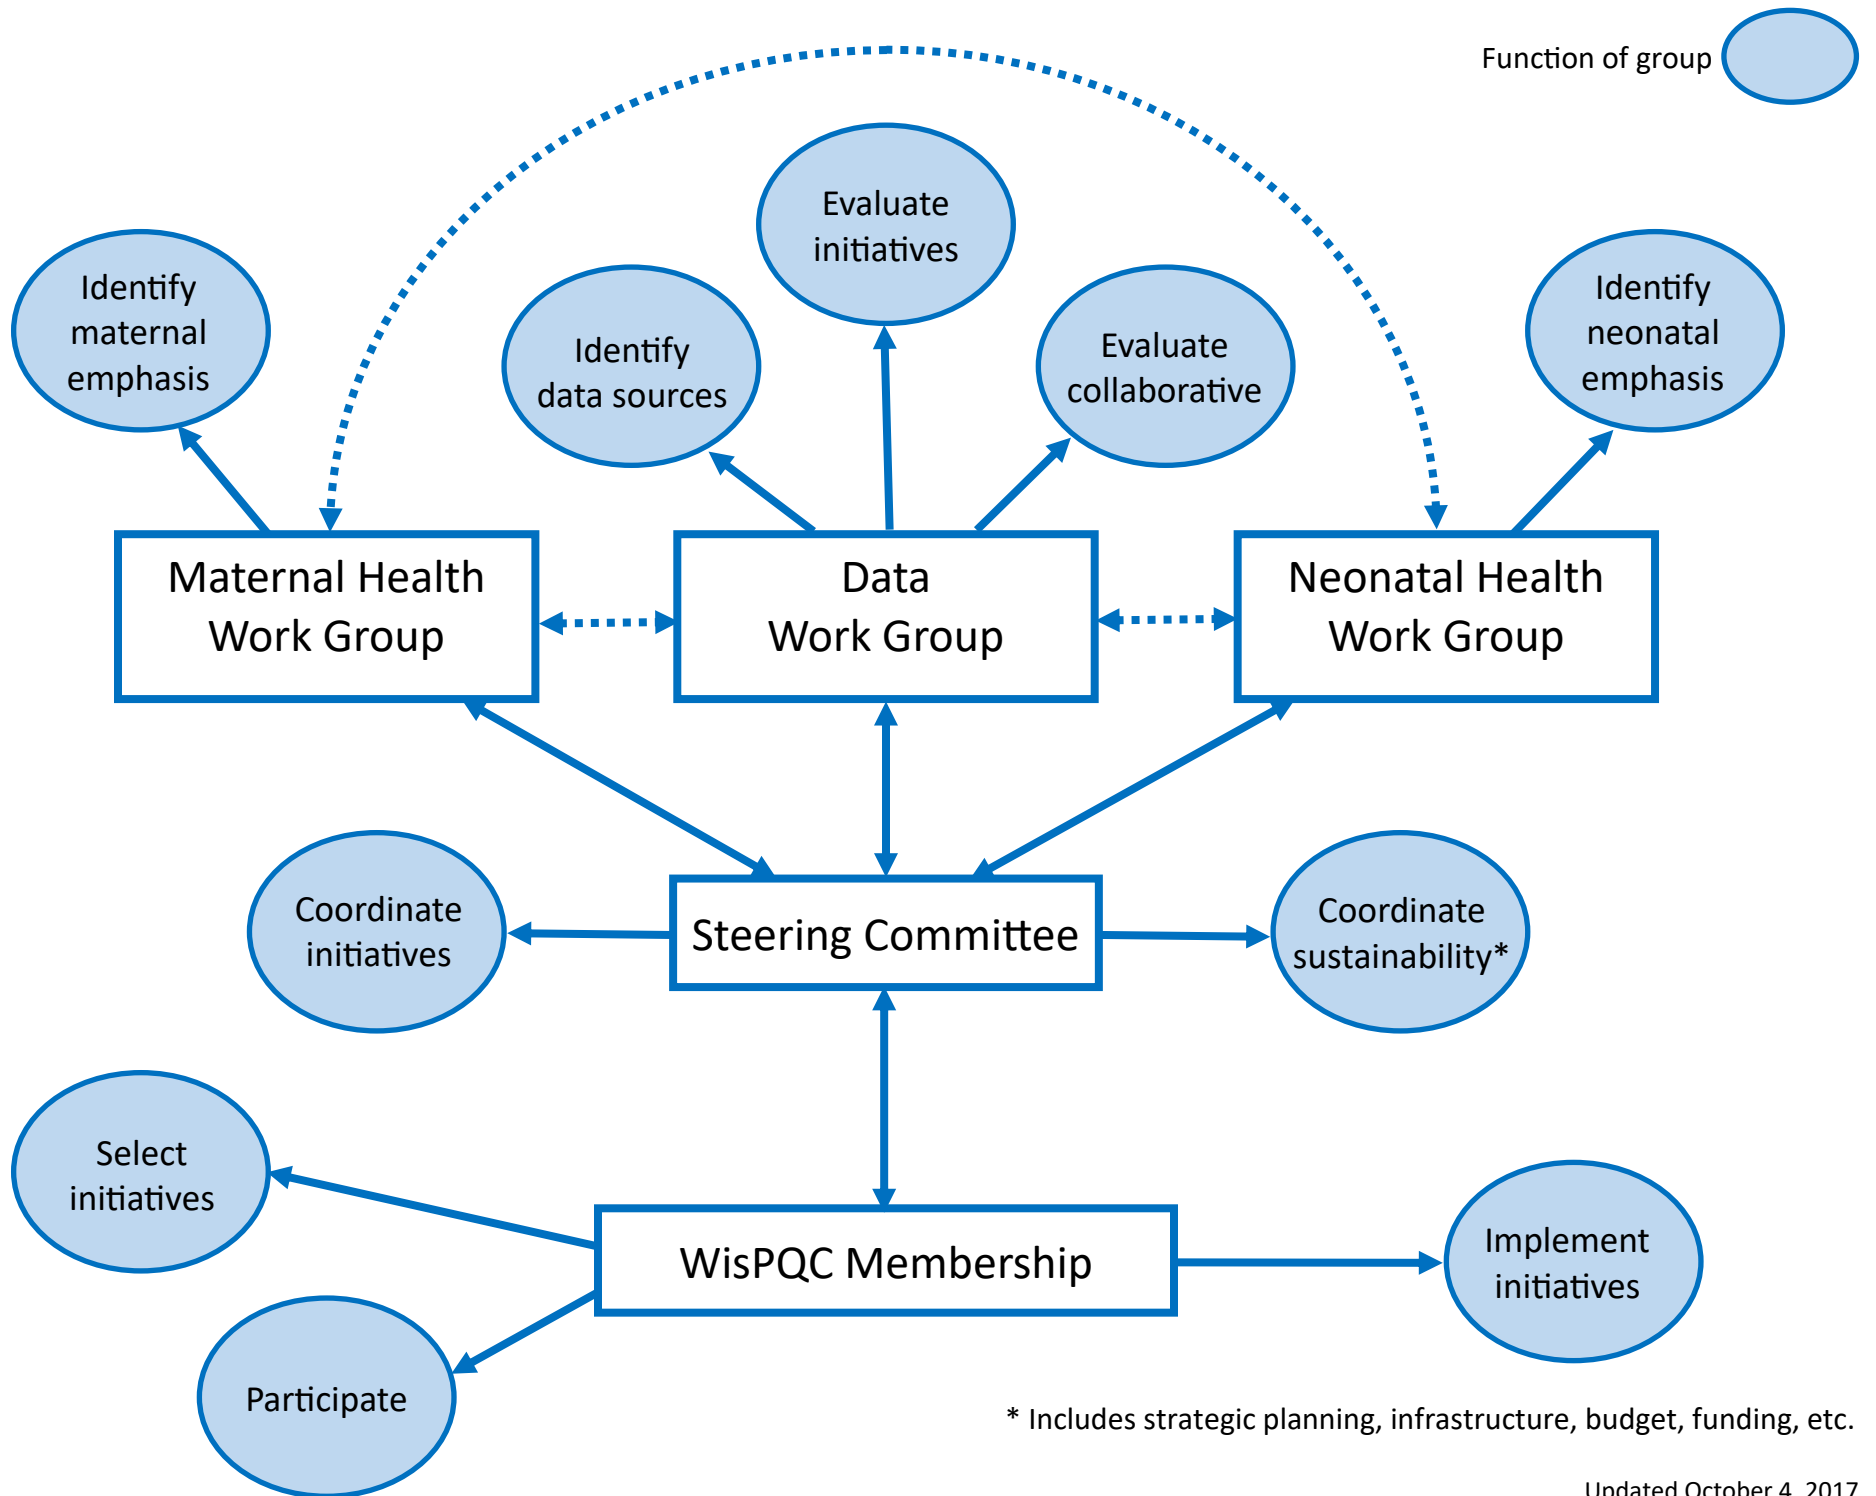 Function of group
Evaluate
initiatives
Identify
maternal
emphasis
Identify
data sources
Evaluate
collaborative
Identify
neonatal
emphasis
Maternal Health
Work Group
Data
Work Group
Neonatal Health
Work Group
Coordinate
initiatives
Steering Committee
Coordinate
sustainability*
Select
initiatives
WisPQC Membership
Implement
initiatives
Participate
* Includes strategic planning, infrastructure, budget, funding, etc.
Updated October 4, 2017